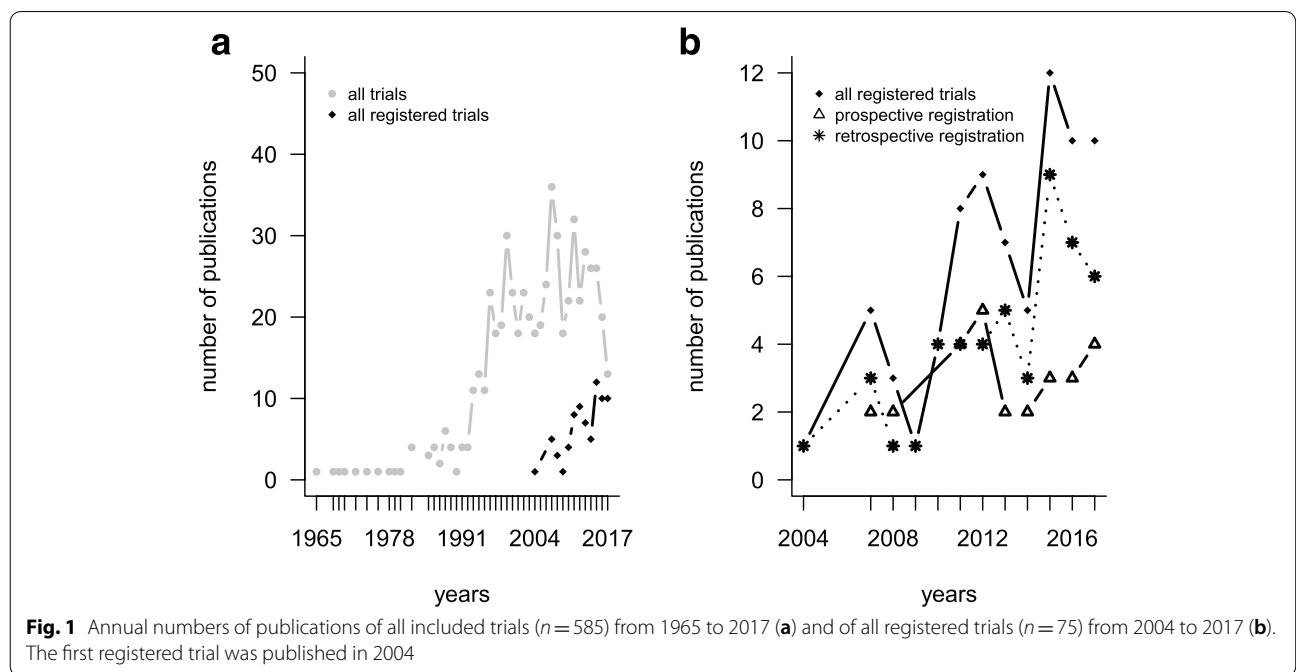 a
50
40
30
20
10
0
number of publications
all trials
all registered trials
1965 1978 1991 2004 2017
years
b
12
10
8
6
4
2
0
number of publications
all registered trials
prospective registration
retrospective registration
2004 2008 2012 2016
years
Fig. 1 Annual numbers of publications of all included trials (n = 585) from 1965 to 2017 (a) and of all registered trials (n = 75) from 2004 to 2017 (b).
The first registered trial was published in 2004